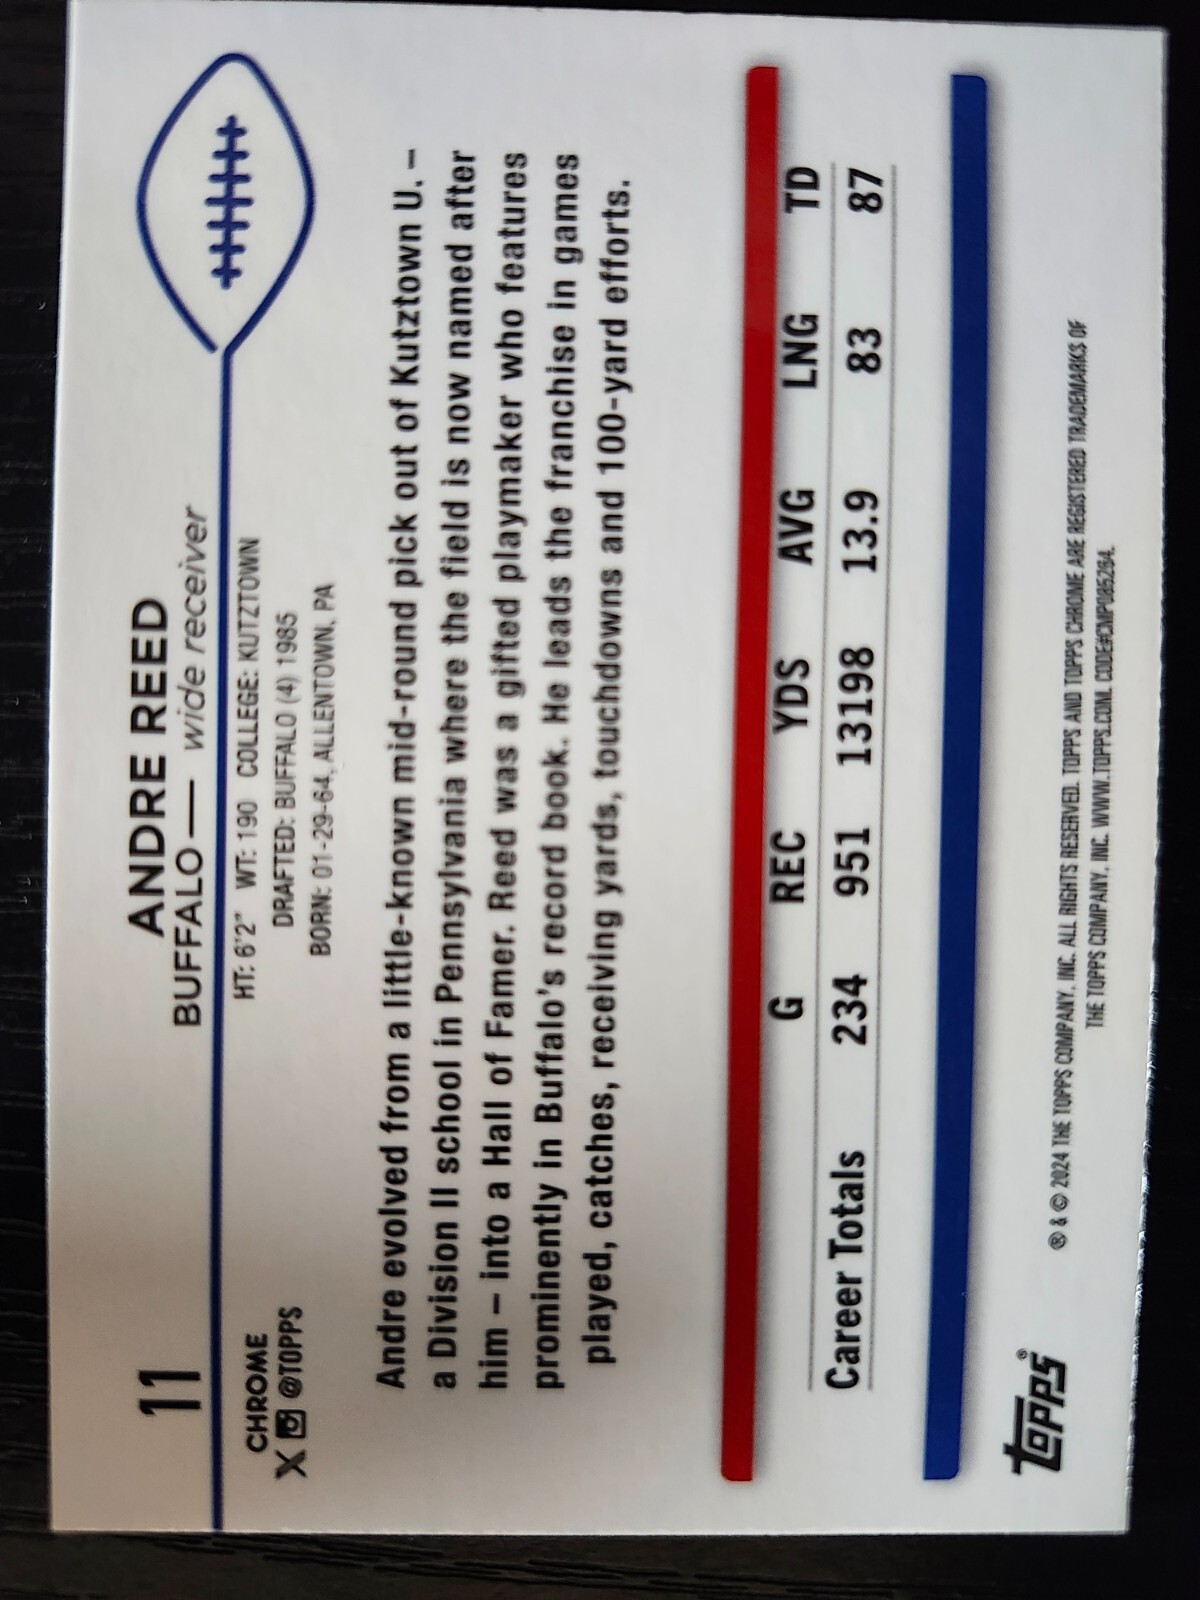 11
ANDRE REED
BUFFALO — wide receiver
CHROME
X @TOPPS
HT: 6'2" WT: 190 COLLEGE: KUTZTOWN
DRAFTED: BUFFALO (4) 1985
BORN: 01-29-64, ALLENTOWN, PA
Andre evolved from a little-known mid-round pick out of Kutztown U. –
a Division II school in Pennsylvania where the field is now named after
him – into a Hall of Famer. Reed was a gifted playmaker who features
prominently in Buffalo's record book. He leads the franchise in games
played, catches, receiving yards, touchdowns and 100-yard efforts.
G REC YDS AVG LNG TD
Career Totals 234 951 13198 13.9 83 87
topps®
® & © 2024 THE TOPPS COMPANY, INC. ALL RIGHTS RESERVED. TOPPS AND TOPPS CHROME ARE REGISTERED TRADEMARKS OF
THE TOPPS COMPANY, INC. WWW.TOPPS.COM. CODE#CMP085264.